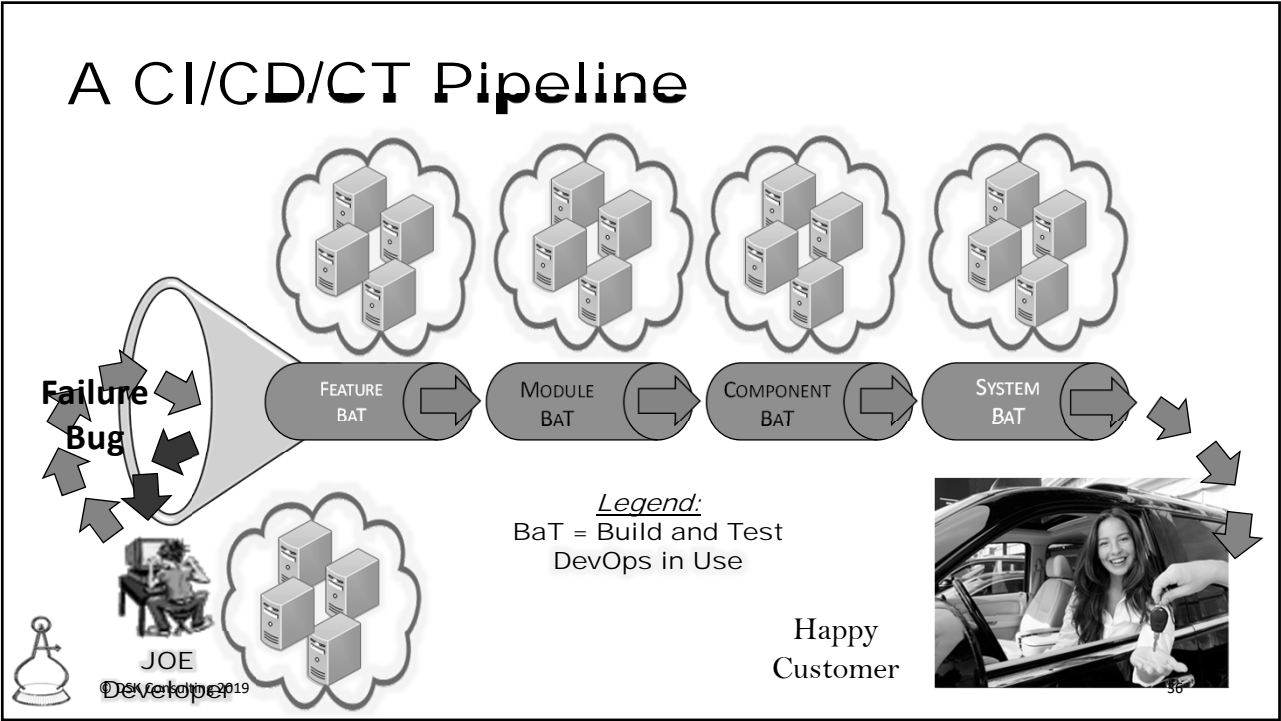 A CI/CD/CT Pipeline
Failure
Bug
FEATURE
BAT
MODULE
BAT
COMPONENT
BAT
SYSTEM
BAT
Legend:
BaT = Build and Test
DevOps in Use
Happy
Customer
JOE
Developer
© DSK Consulting 2019
36